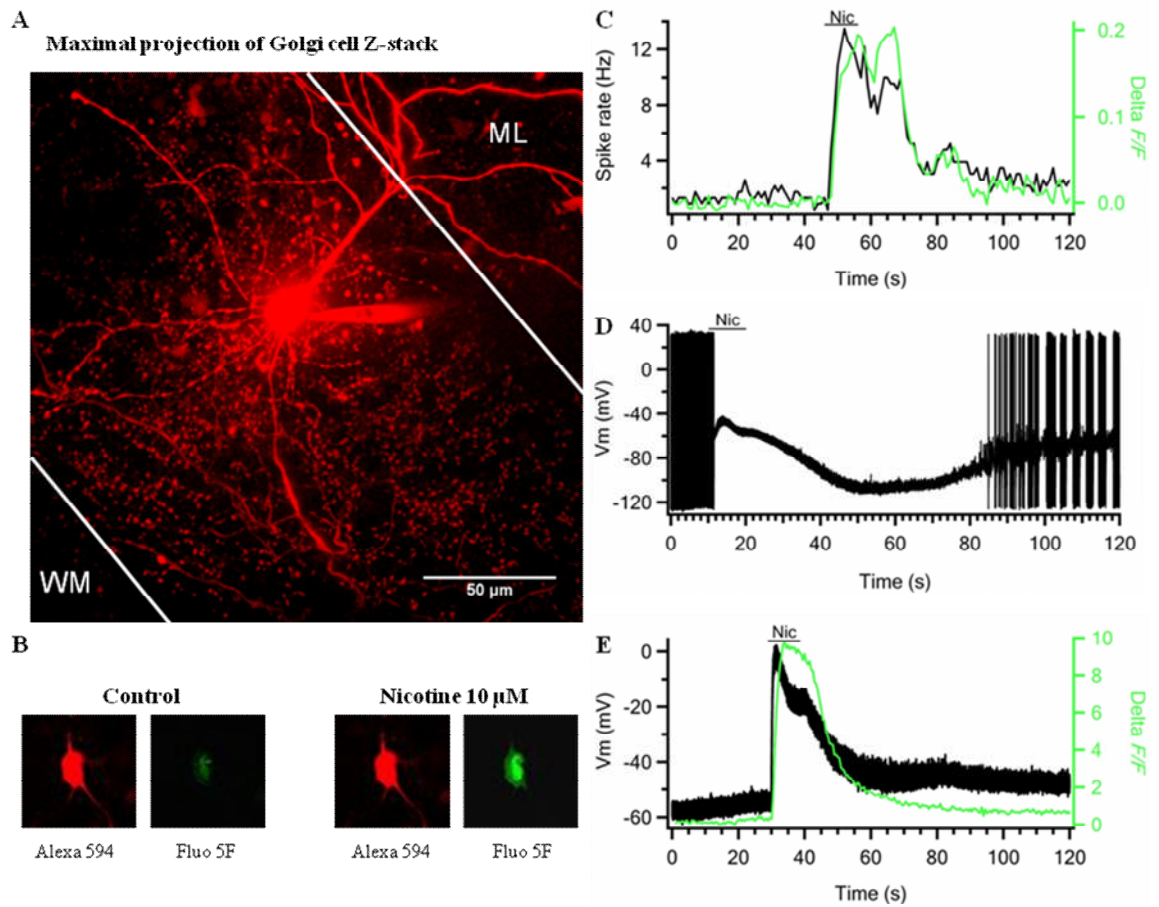 A
Maximal projection of Golgi cell Z-stack
ML
WM
50 µm
B
Control
Nicotine 10 µM
Alexa 594
Fluo 5F
Alexa 594
Fluo 5F
C
Nic
Spike rate (Hz)
12
8
4
0.2
0.1
0.0
Delta F/F
0 20 40 60 80 100 120
Time (s)
D
Nic
Vm (mV)
40
0
-40
-80
-120
0 20 40 60 80 100 120
Time (s)
E
Nic
Vm (mV)
0
-20
-40
-60
10
8
6
4
2
0
Delta F/F
0 20 40 60 80 100 120
Time (s)